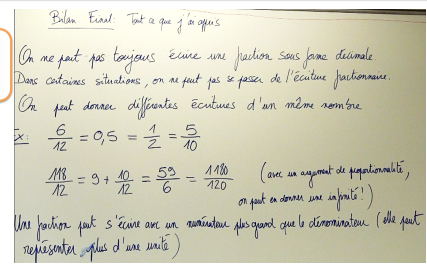 Bilan Final: Tout ce que j'ai appris
On ne peut pas toujours écrire une fraction sous forme décimale.
Dans certaines situations, on ne peut pas se passer de l'écriture fractionnaire.
On peut donner différentes écritures d'un même nombre
Ex: 6/12 = 0,5 = 1/2 = 5/10
118/12 = 9 + 10/12 = 59/6 = 1180/120 (avec un argument de proportionnalité,
on peut en donner une infinité!)
Une fraction peut s'écrire avec un numérateur plus grand que le dénominateur (elle peut
représenter plus d'une unité)